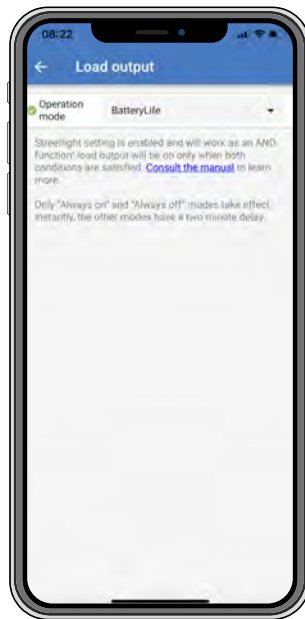 08:22
Load output
Operation
mode
BatteryLife
Streetlight setting is enabled and will work as an AND
function: load output will be on only when both
conditions are satisfied. Consult the manual to learn
more.
Only "Always on" and "Always off" modes take effect
instantly, the other modes have a two minute delay.